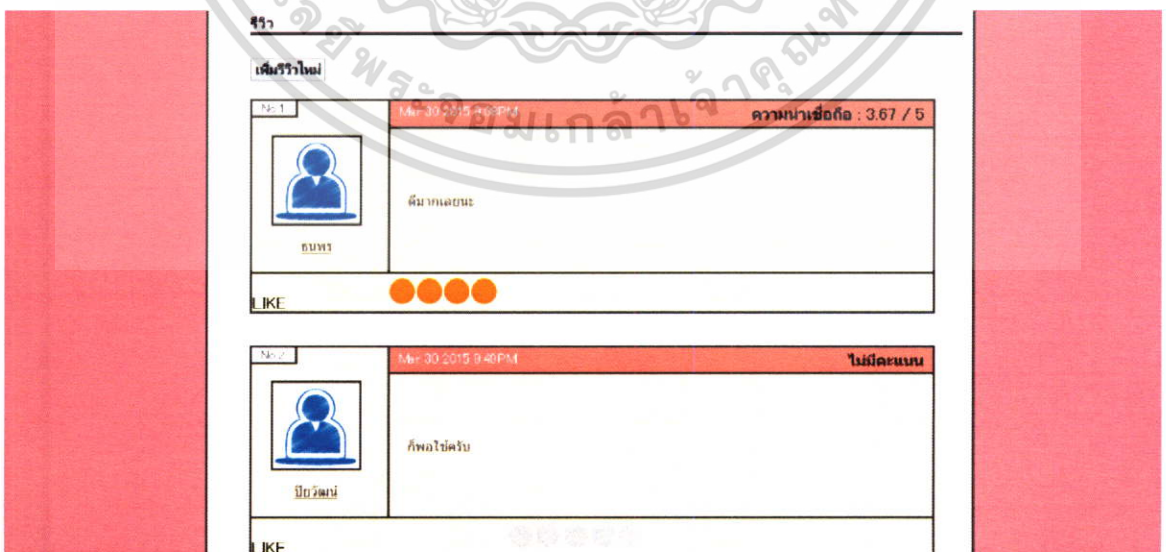 รีวิว
เพิ่มรีวิวใหม่
No.1
ความน่าเชื่อถือ : 3.67 / 5
ดีมากเลยนะ
ธนพร
LIKE
No.2
Mar 30 2015 9:49PM
ไม่มีคะแนน
ก็พอใช่ครับ
ปิยวัฒน์
LIKE